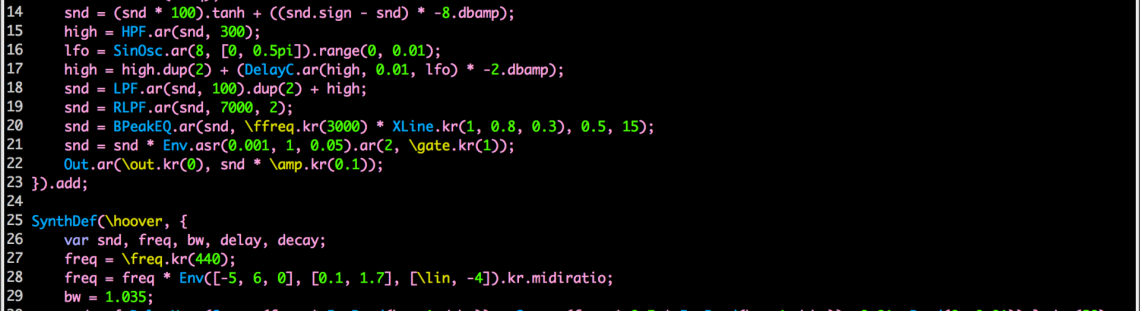 14 snd = (snd * 100).tanh + ((snd.sign - snd) * -8.dbamp);
15 high = HPF.ar(snd, 300);
16 lfo = SinOsc.ar(8, [0, 0.5pi]).range(0, 0.01);
17 high = high.dup(2) + (DelayC.ar(high, 0.01, lfo) * -2.dbamp);
18 snd = LPF.ar(snd, 100).dup(2) + high;
19 snd = RLPF.ar(snd, 7000, 2);
20 snd = BPeakEQ.ar(snd, \ffreq.kr(3000) * XLine.kr(1, 0.8, 0.3), 0.5, 15);
21 snd = snd * Env.asr(0.001, 1, 0.05).ar(2, \gate.kr(1));
22 Out.ar(\out.kr(0), snd * \amp.kr(0.1));
23 }).add;
24
25 SynthDef(\hoover, {
26 var snd, freq, bw, delay, decay;
27 freq = \freq.kr(440);
28 freq = freq * Env([-5, 6, 0], [0.1, 1.7], [\lin, -4]).kr.midiratio;
29 bw = 1.035;